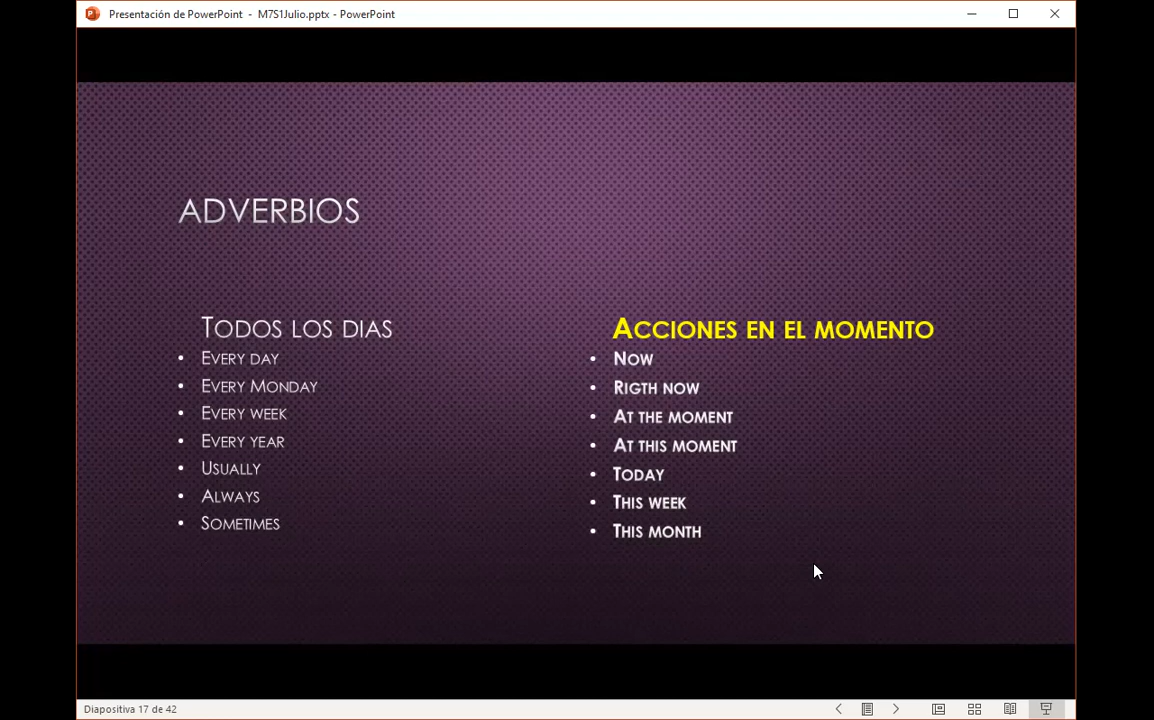 Presentación de PowerPoint - M7S1Julio.pptx - PowerPoint
ADVERBIOS
TODOS LOS DIAS
EVERY DAY
EVERY MONDAY
EVERY WEEK
EVERY YEAR
USUALLY
ALWAYS
SOMETIMES
ACCIONES EN EL MOMENTO
NOW
RIGTH NOW
AT THE MOMENT
AT THIS MOMENT
TODAY
THIS WEEK
THIS MONTH
Diapositiva 17 de 42